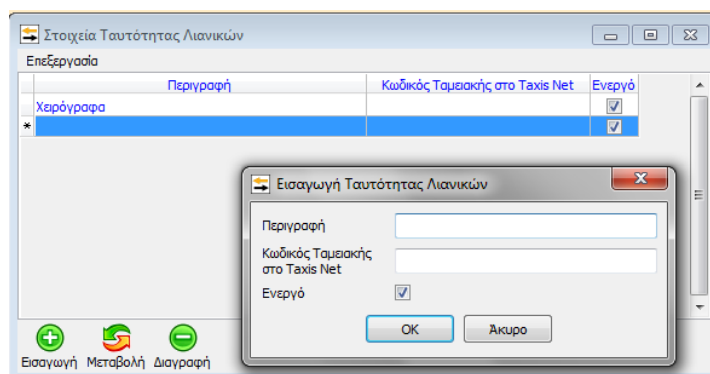 Στοιχεία Ταυτότητας Λιανικών
Επεξεργασία
Περιγραφή Κωδικός Ταμειακής στο Taxis Net Ενεργό
Χειρόγραφα
*
Εισαγωγή Ταυτότητας Λιανικών
Περιγραφή
Κωδικός Ταμειακής
στο Taxis Net
Ενεργό
OK Άκυρο
Εισαγωγή Μεταβολή Διαγραφή